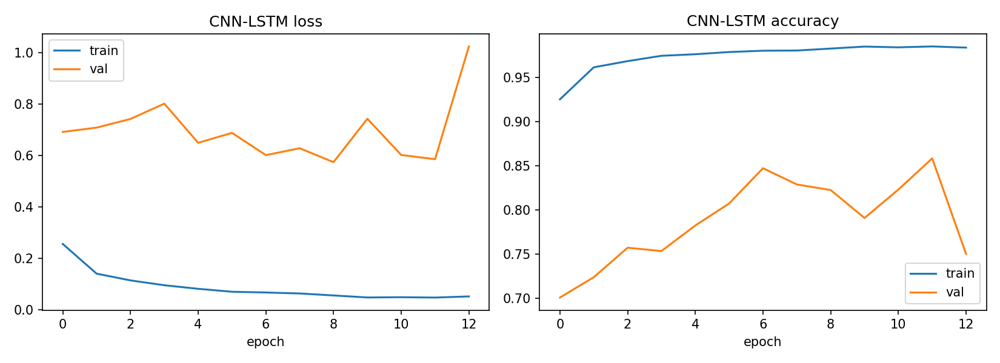 CNN-LSTM loss
train
val
1.0
0.8
0.6
0.4
0.2
0.0
0 2 4 6 8 10 12
epoch
CNN-LSTM accuracy
0.95
0.90
0.85
0.80
0.75
0.70
train
val
0 2 4 6 8 10 12
epoch